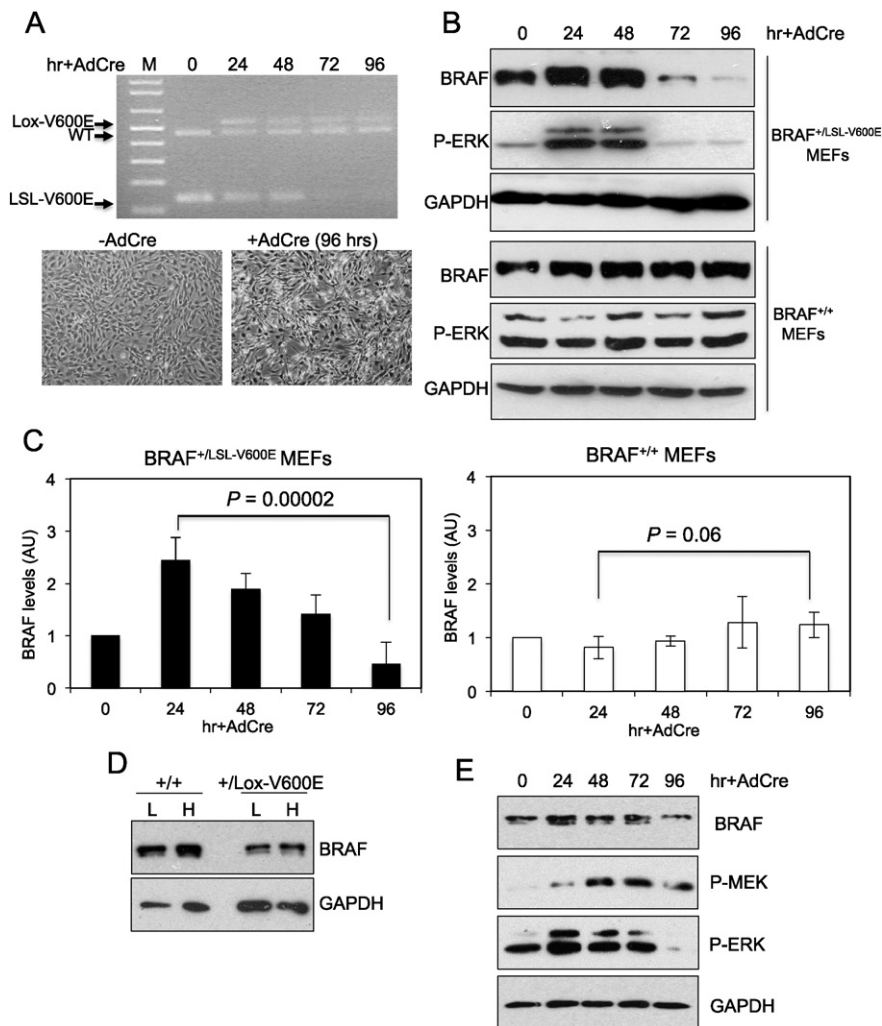 A
hr+AdCre M 0 24 48 72 96
Lox-V600E
WT
LSL-V600E
-AdCre +AdCre (96 hrs)
B
0 24 48 72 96 hr+AdCre
BRAF
P-ERK
GAPDH
BRAF+/LSL-V600E
MEFs
BRAF
P-ERK
GAPDH
BRAF+/+
MEFs
C
BRAF+/LSL-V600E MEFs
P = 0.00002
BRAF levels (AU)
4
3
2
1
0
0 24 48 72 96
hr+AdCre
BRAF+/+ MEFs
P = 0.06
BRAF levels (AU)
4
3
2
1
0
0 24 48 72 96
hr+AdCre
D
+/+ +/Lox-V600E
L H L H
BRAF
GAPDH
E
0 24 48 72 96 hr+AdCre
BRAF
P-MEK
P-ERK
GAPDH